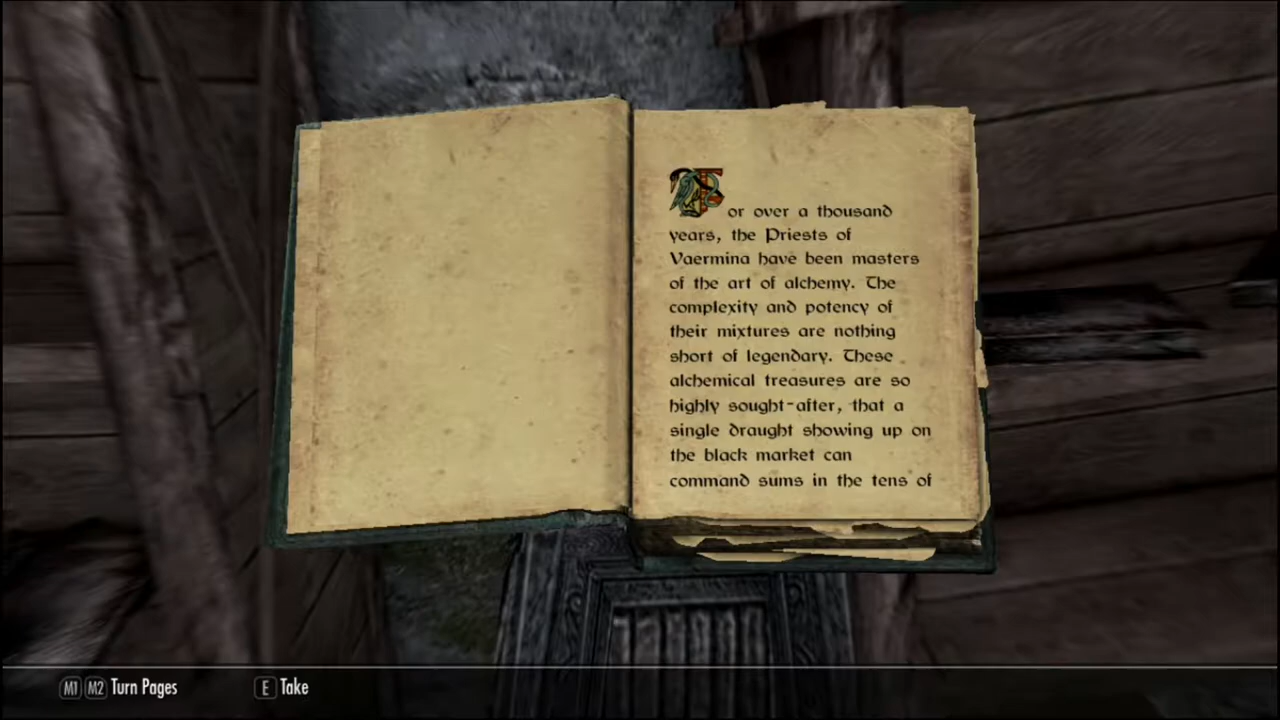 For over a thousand
years, the Priests of
Vaermina have been masters
of the art of alchemy. The
complexity and potency of
their mixtures are nothing
short of legendary. These
alchemical treasures are so
highly sought-after, that a
single draught showing up on
the black market can
command sums in the tens of
M1 M2 Turn Pages
E Take